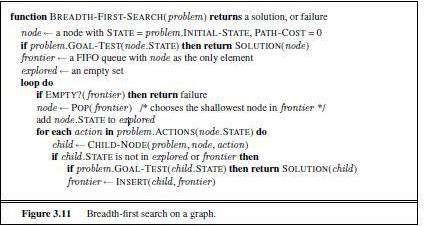 function BREADTH-FIRST-SEARCH(problem) returns a solution, or failure
node ← a node with STATE = problem.INITIAL-STATE, PATH-COST = 0
if problem.GOAL-TEST(node.STATE) then return SOLUTION(node)
frontier ← a FIFO queue with node as the only element
explored ← an empty set
loop do
if EMPTY?(frontier) then return failure
node ← POP(frontier) /* chooses the shallowest node in frontier */
add node.STATE to explored
for each action in problem.ACTIONS(node.STATE) do
child ← CHILD-NODE(problem, node, action)
if child.STATE is not in explored or frontier then
if problem.GOAL-TEST(child.STATE) then return SOLUTION(child)
frontier ← INSERT(child, frontier)
Figure 3.11 Breadth-first search on a graph.